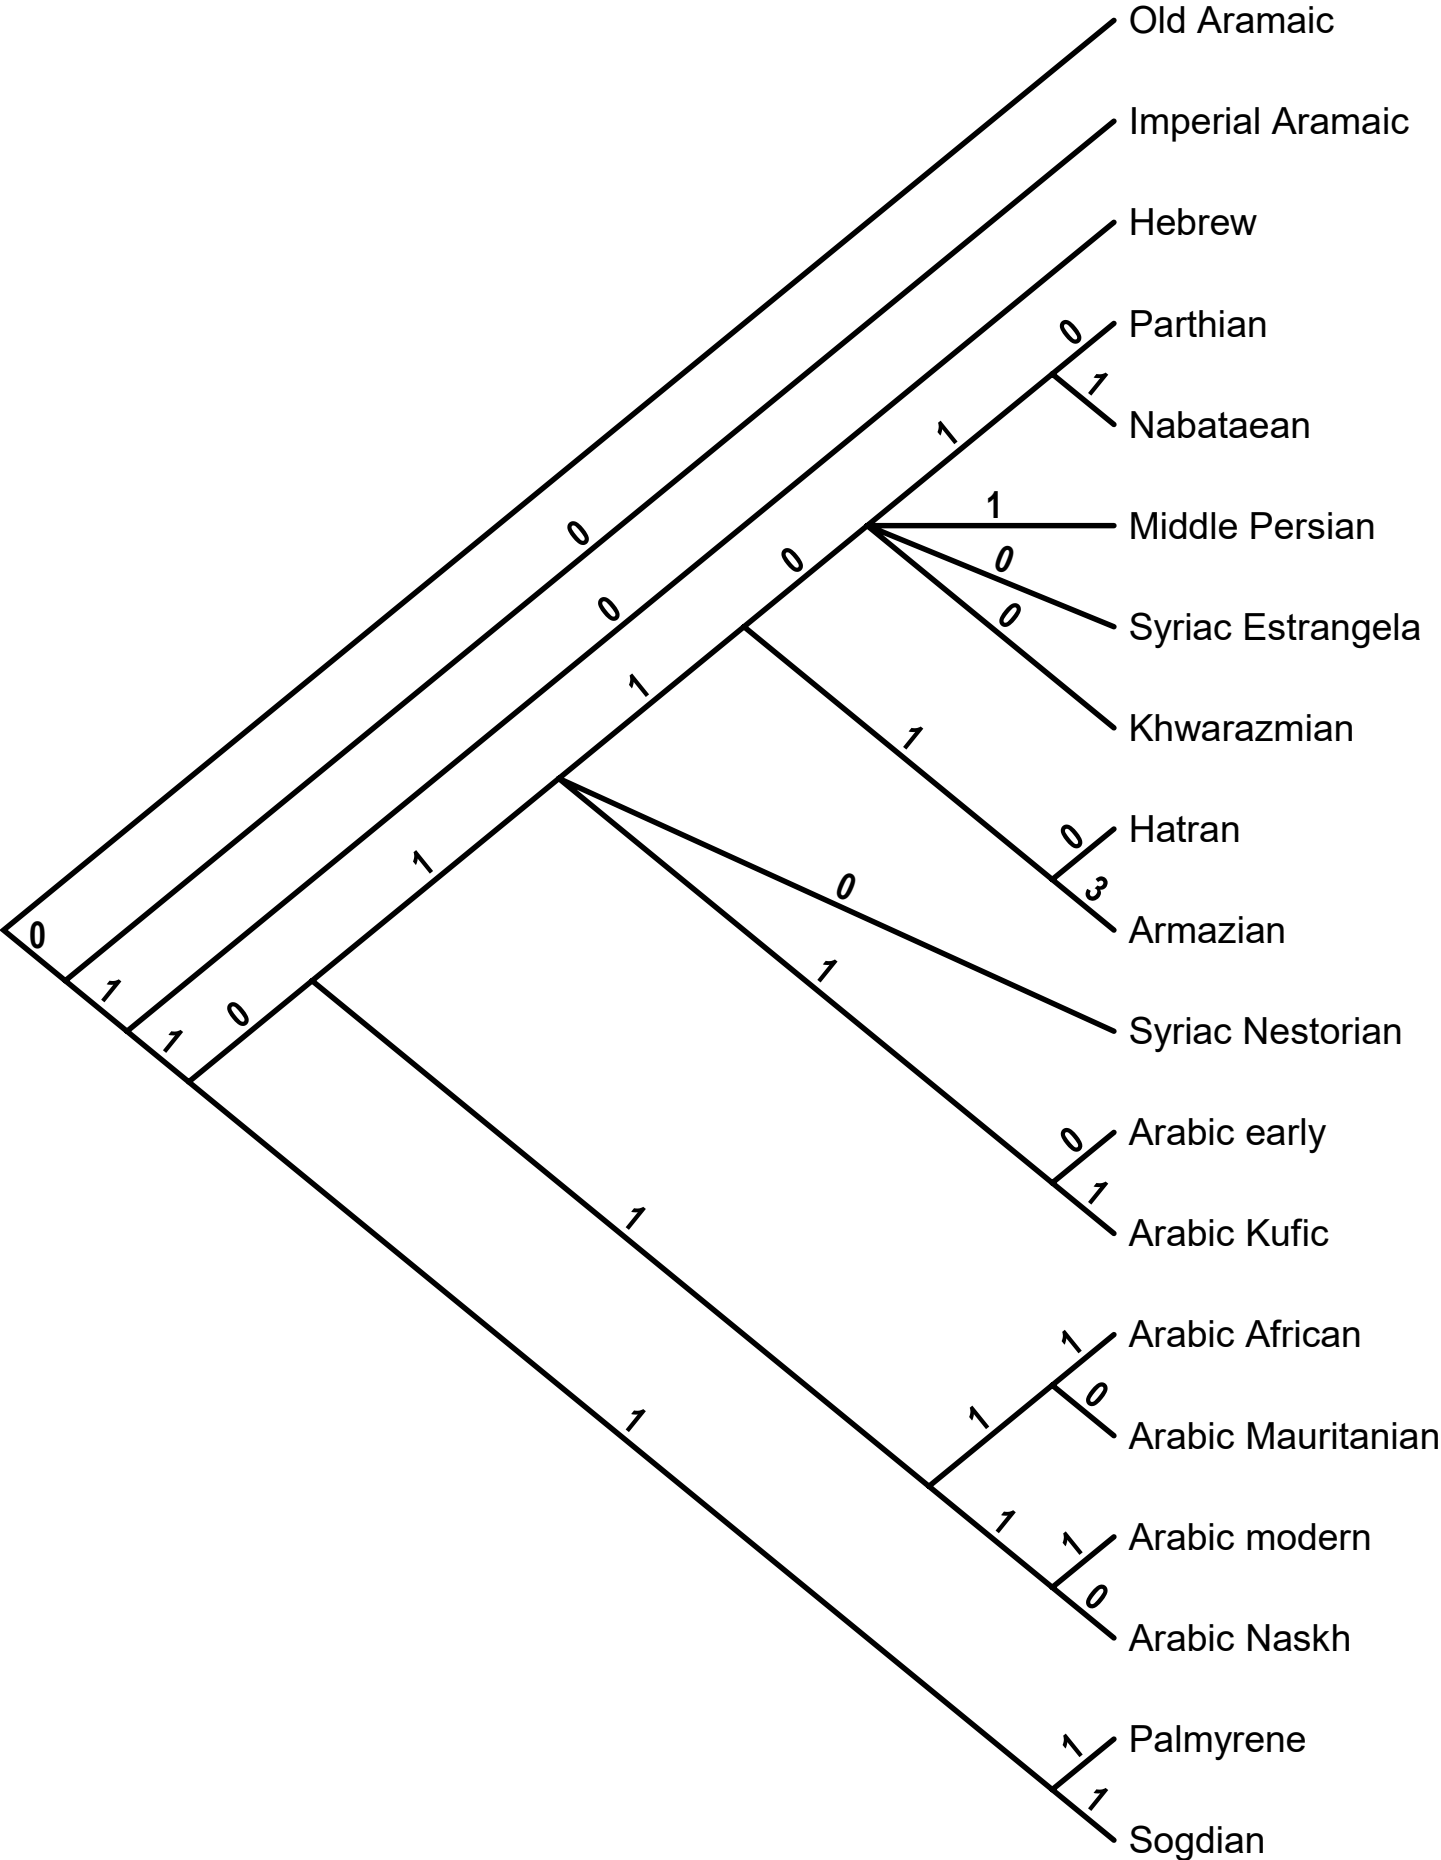 Old Aramaic
Imperial Aramaic
Hebrew
0 Parthian
1
1 Nabataean
1 Middle Persian
0
0 0 Syriac Estrangela
0
0
1 Khwarazmian
1
0 Hatran
1 0 3
0 Armazian
1
1 0 Syriac Nestorian
1
0 Arabic early
1
1 Arabic Kufic
1 Arabic African
1 1 0
Arabic Mauritanian
1 1 Arabic modern
0
Arabic Naskh
1 Palmyrene
1
Sogdian